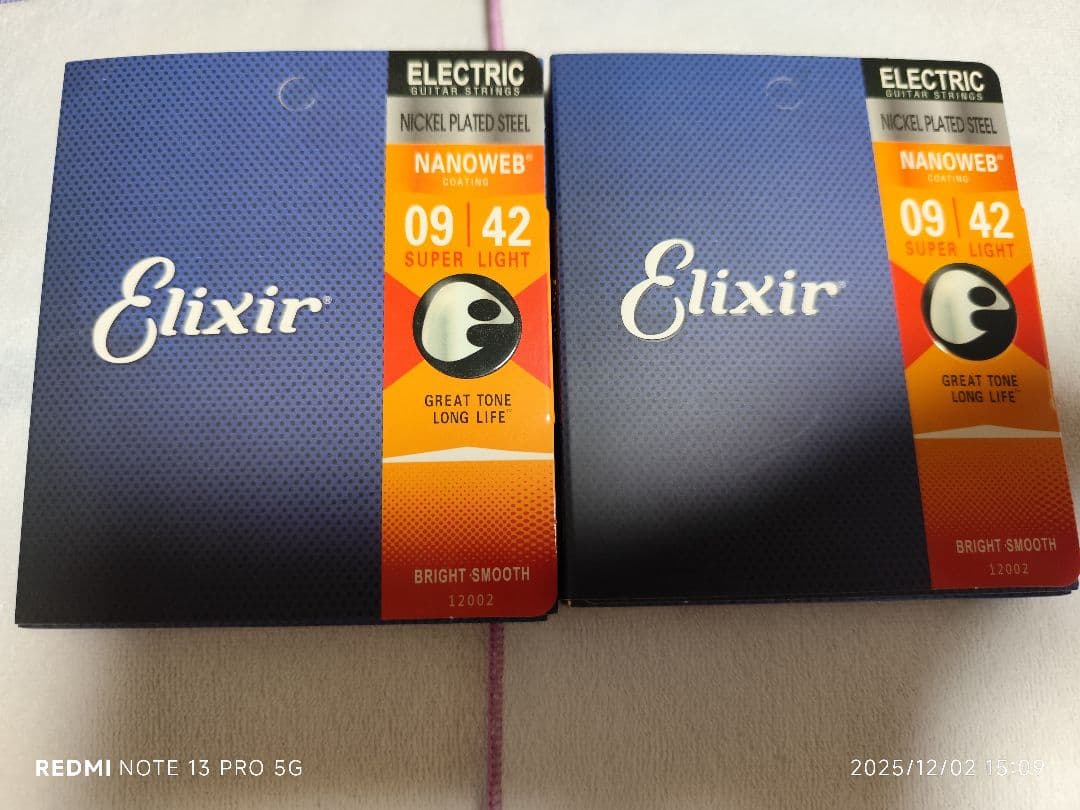 ELECTRIC
GUITAR STRINGS
NICKEL PLATED STEEL
NANOWEB®
COATING
09 | 42
SUPER LIGHT
Elixir®
GREAT TONE
LONG LIFE™
BRIGHT·SMOOTH
12002
ELECTRIC
GUITAR STRINGS
NICKEL PLATED STEEL
NANOWEB®
COATING
09 | 42
SUPER LIGHT
Elixir®
GREAT TONE
LONG LIFE™
BRIGHT·SMOOTH
12002
REDMI NOTE 13 PRO 5G
2025/12/02 15:09